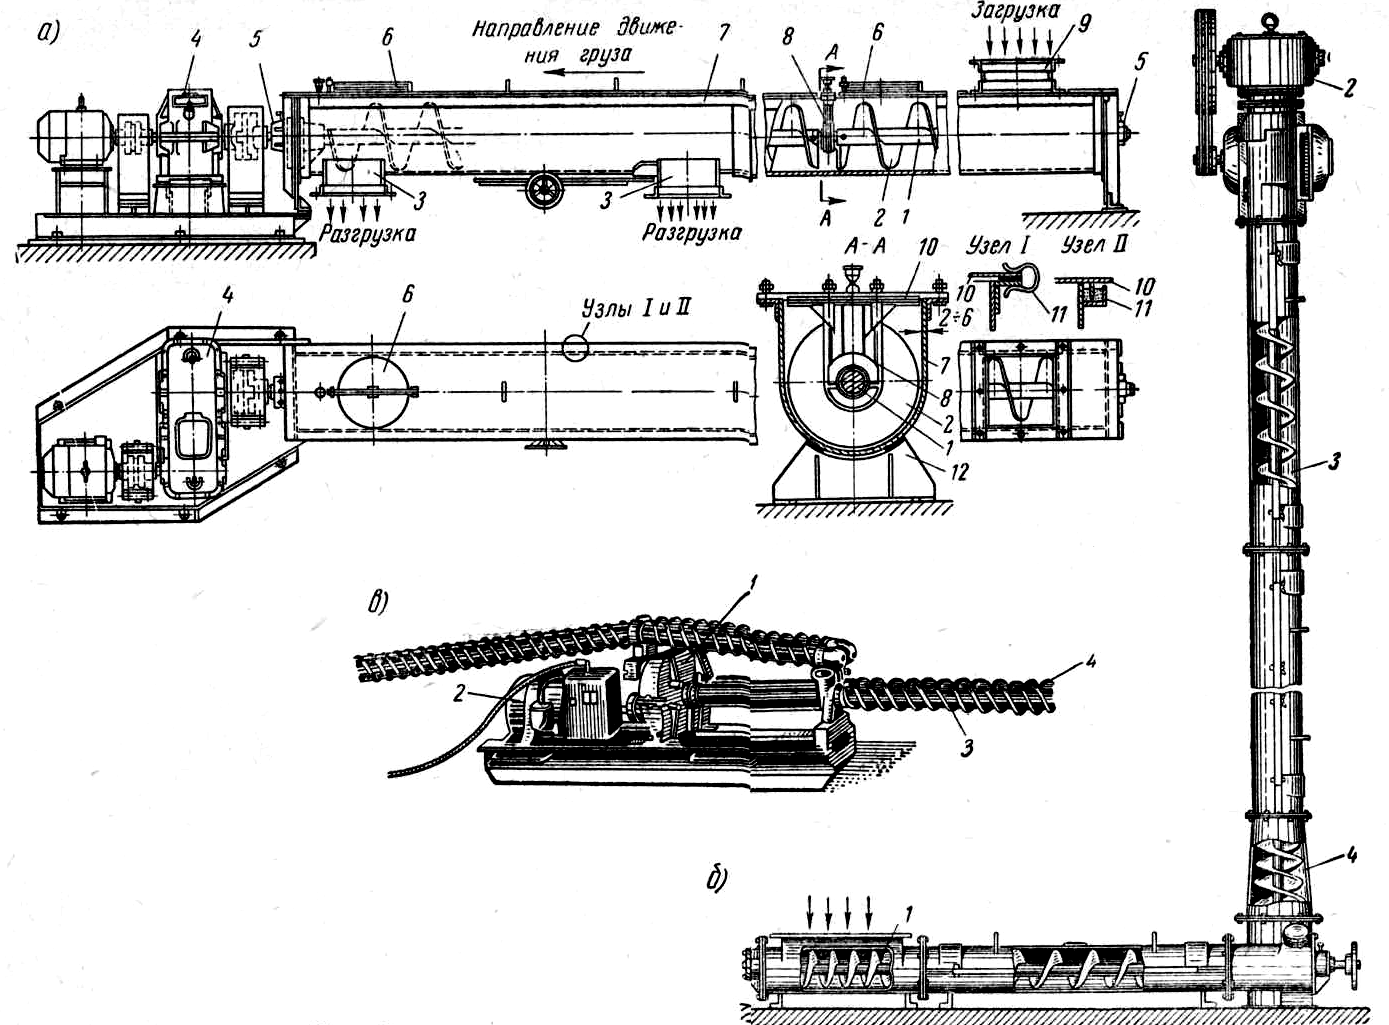 а)
4
5
6
Направление движе-
ния груза
7
8
А
6
Загрузка
9
5
2
3
Разгрузка
3
Разгрузка
А
2
1
4
6
Узлы I и II
А-А
10
2÷6
7
8
2
1
12
Узел I
10
11
Узел II
10
11
3
в)
1
2
4
3
4
б)
1